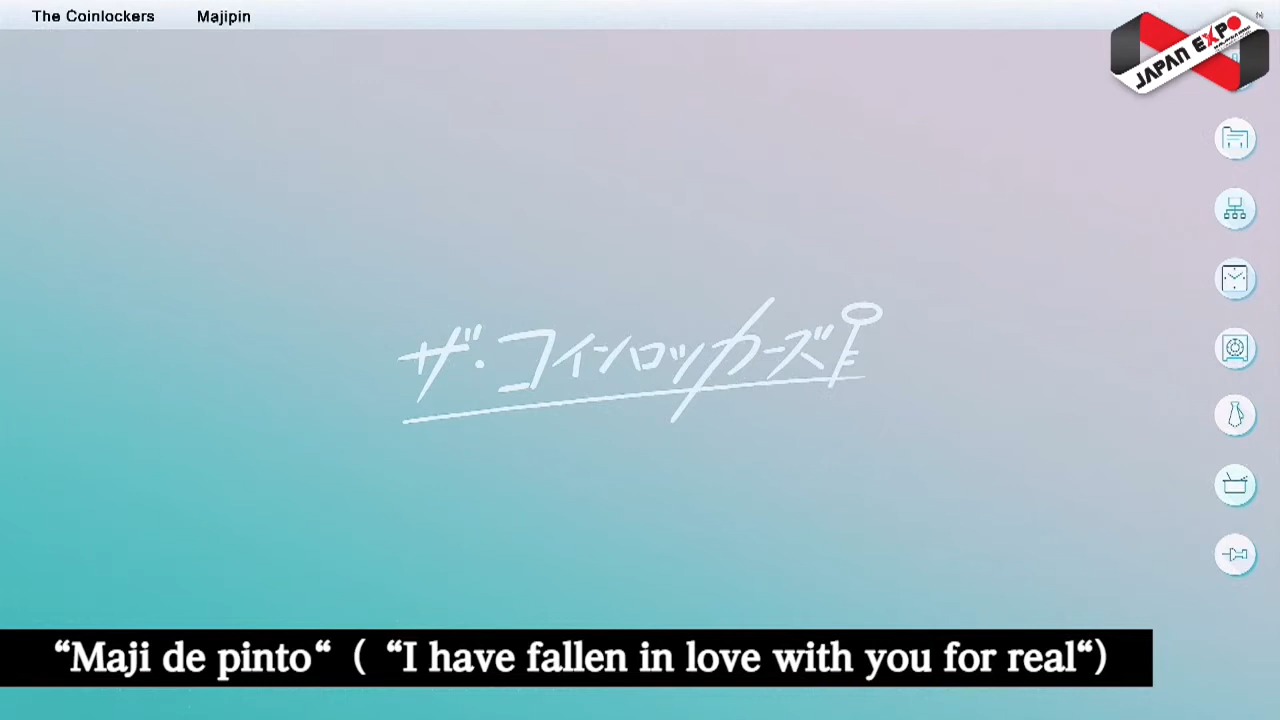 The Coinlockers Majipin
JAPAN EXPO
ザ・コインロッカーズ
“Maji de pinto“ ( “I have fallen in love with you for real“)